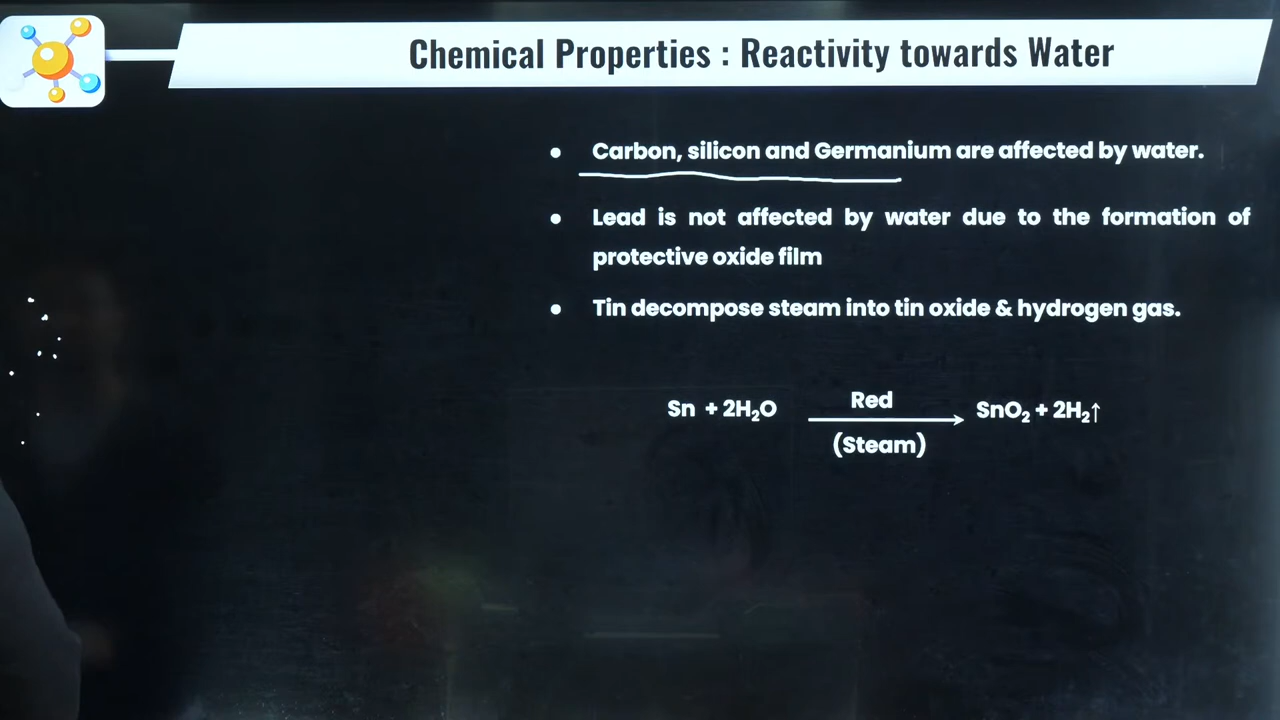 Chemical Properties : Reactivity towards Water
• Carbon, silicon and Germanium are affected by water.
• Lead is not affected by water due to the formation of
protective oxide film
• Tin decompose steam into tin oxide & hydrogen gas.
Sn + 2H₂O —Red→ SnO₂ + 2H₂↑
(Steam)